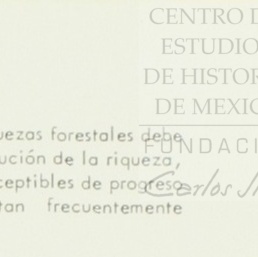 CENTRO D
ESTUDIO
DE HISTOR
DE MEXIC
FUNDACI
Carlos
uezas forestales debe
ución de la riqueza,
ceptibles de progreso
tan frecuentemente